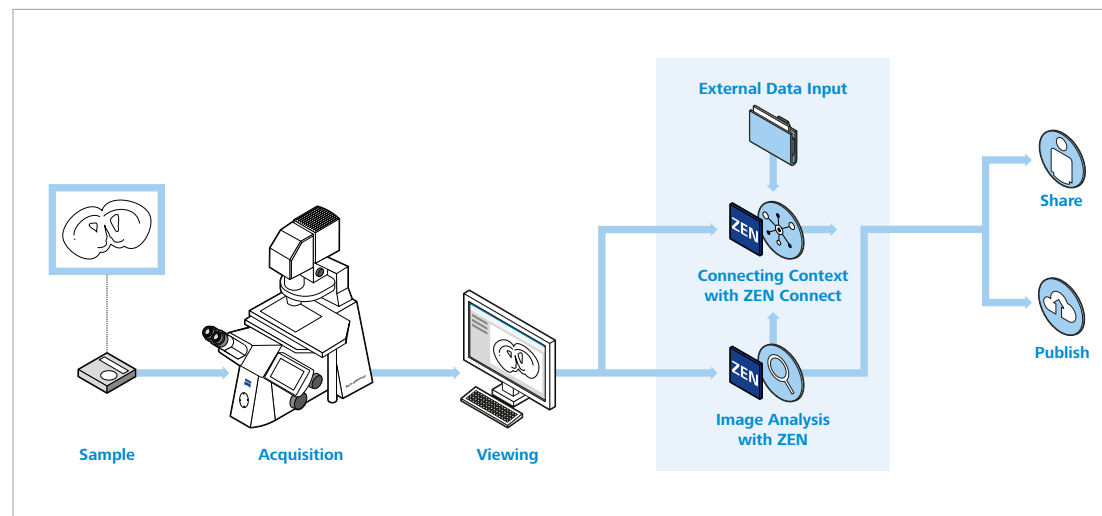 External Data Input
ZEN
Share
Connecting Context
with ZEN Connect
Publish
ZEN
Image Analysis
with ZEN
Sample
Acquisition
Viewing